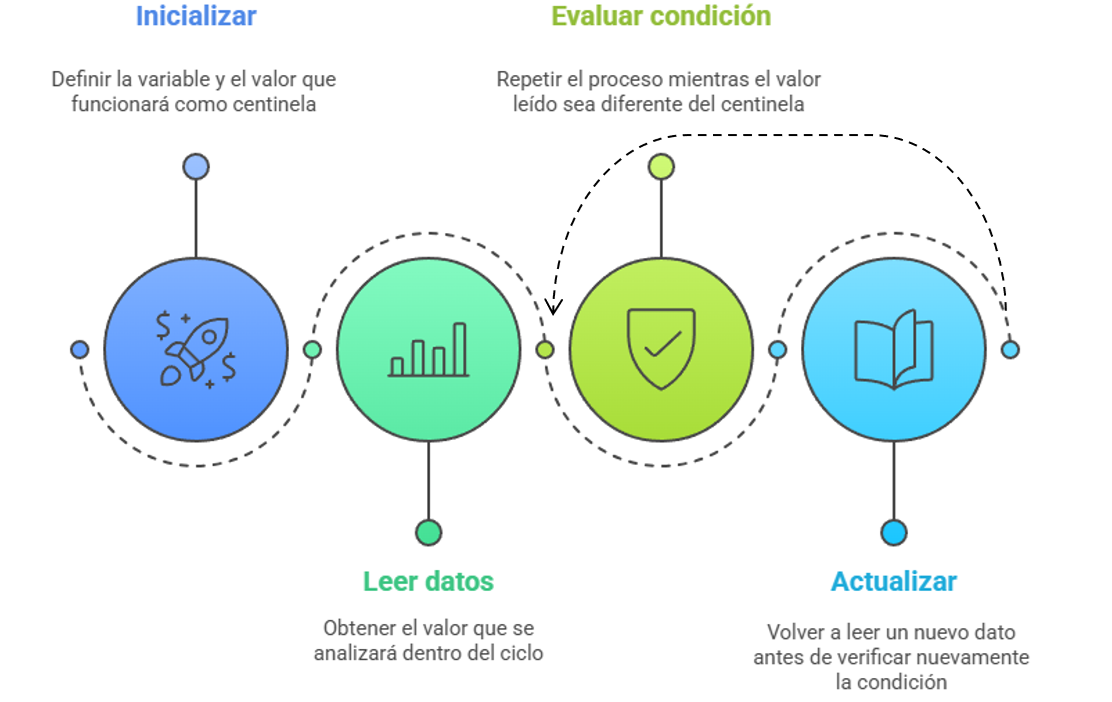 Inicializar
Definir la variable y el valor que
funcionará como centinela
Evaluar condición
Repetir el proceso mientras el valor
leído sea diferente del centinela
$
$
Leer datos
Obtener el valor que se
analizará dentro del ciclo
Actualizar
Volver a leer un nuevo dato
antes de verificar nuevamente
la condición